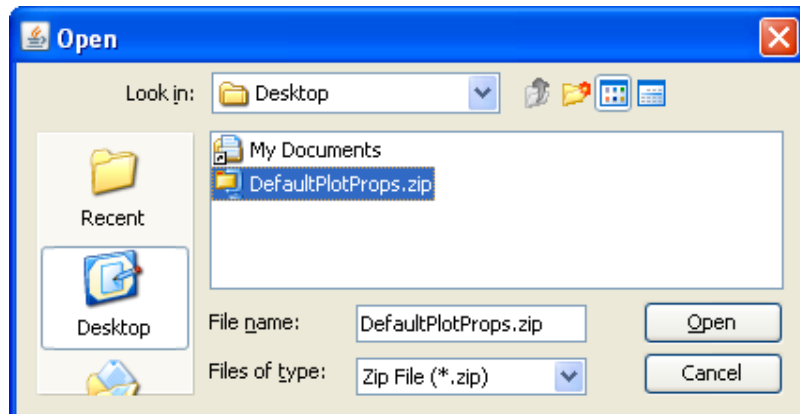 Open
Look in: Desktop
My Documents
DefaultPlotProps.zip
Recent
Desktop
File name: DefaultPlotProps.zip Open
Files of type: Zip File (*.zip) Cancel